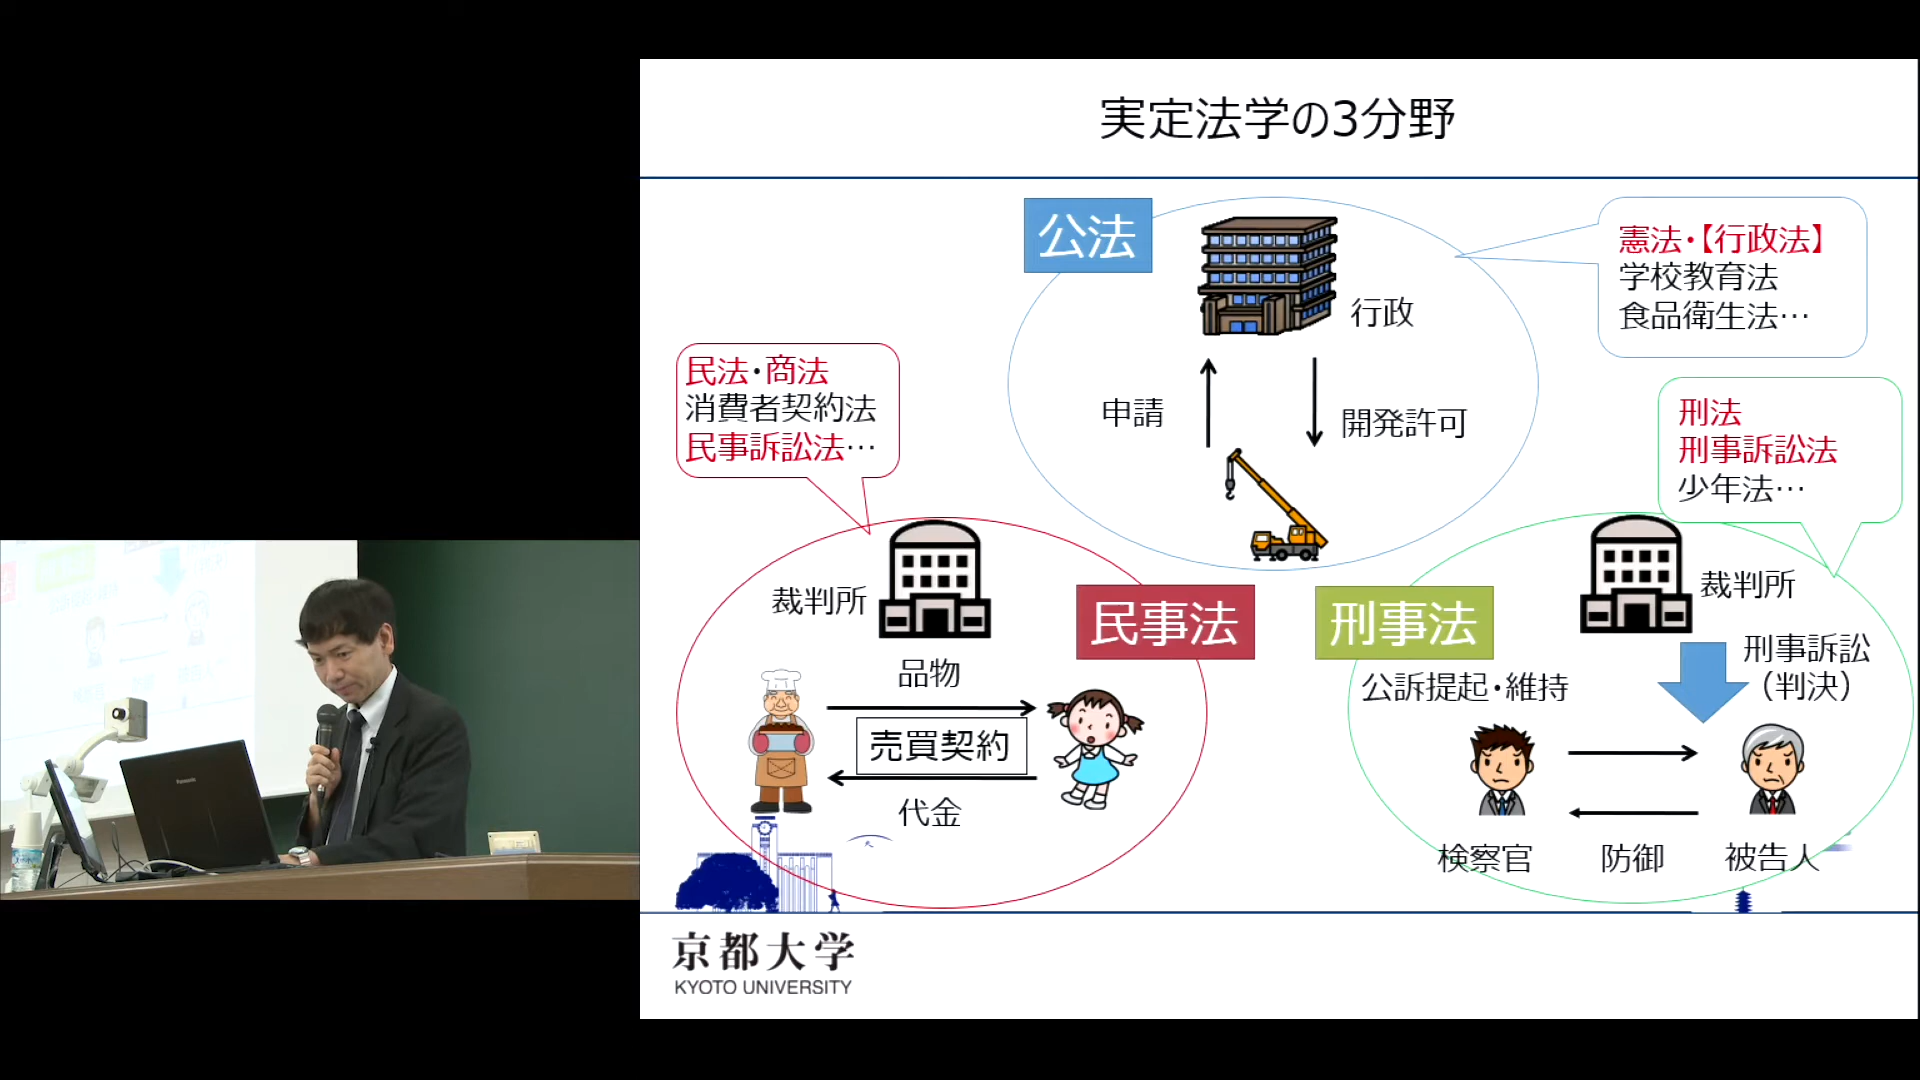 実定法学の3分野
公法
行政
申請
開発許可
憲法・【行政法】
学校教育法
食品衛生法…
民法・商法
消費者契約法
民事訴訟法…
刑法
刑事訴訟法
少年法…
裁判所
民事法
品物
売買契約
代金
刑事法
裁判所
刑事訴訟
（判決）
公訴提起・維持
検察官
防御
被告人
京都大学
KYOTO UNIVERSITY
Panasonic